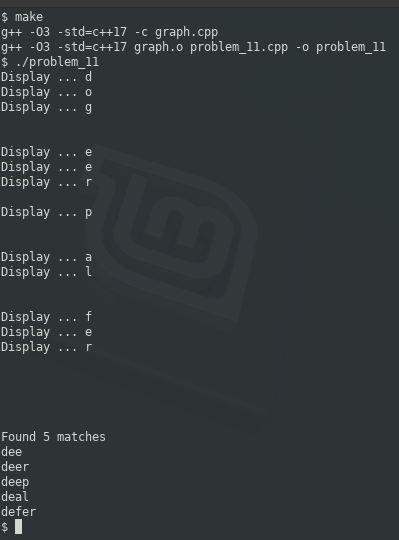 $ make
g++ -O3 -std=c++17 -c graph.cpp
g++ -O3 -std=c++17 graph.o problem_11.cpp -o problem_11
$ ./problem_11
Display ... d
Display ... o
Display ... g
Display ... e
Display ... e
Display ... r
Display ... p
Display ... a
Display ... l
Display ... f
Display ... e
Display ... r
Found 5 matches
dee
deer
deep
deal
defer
$